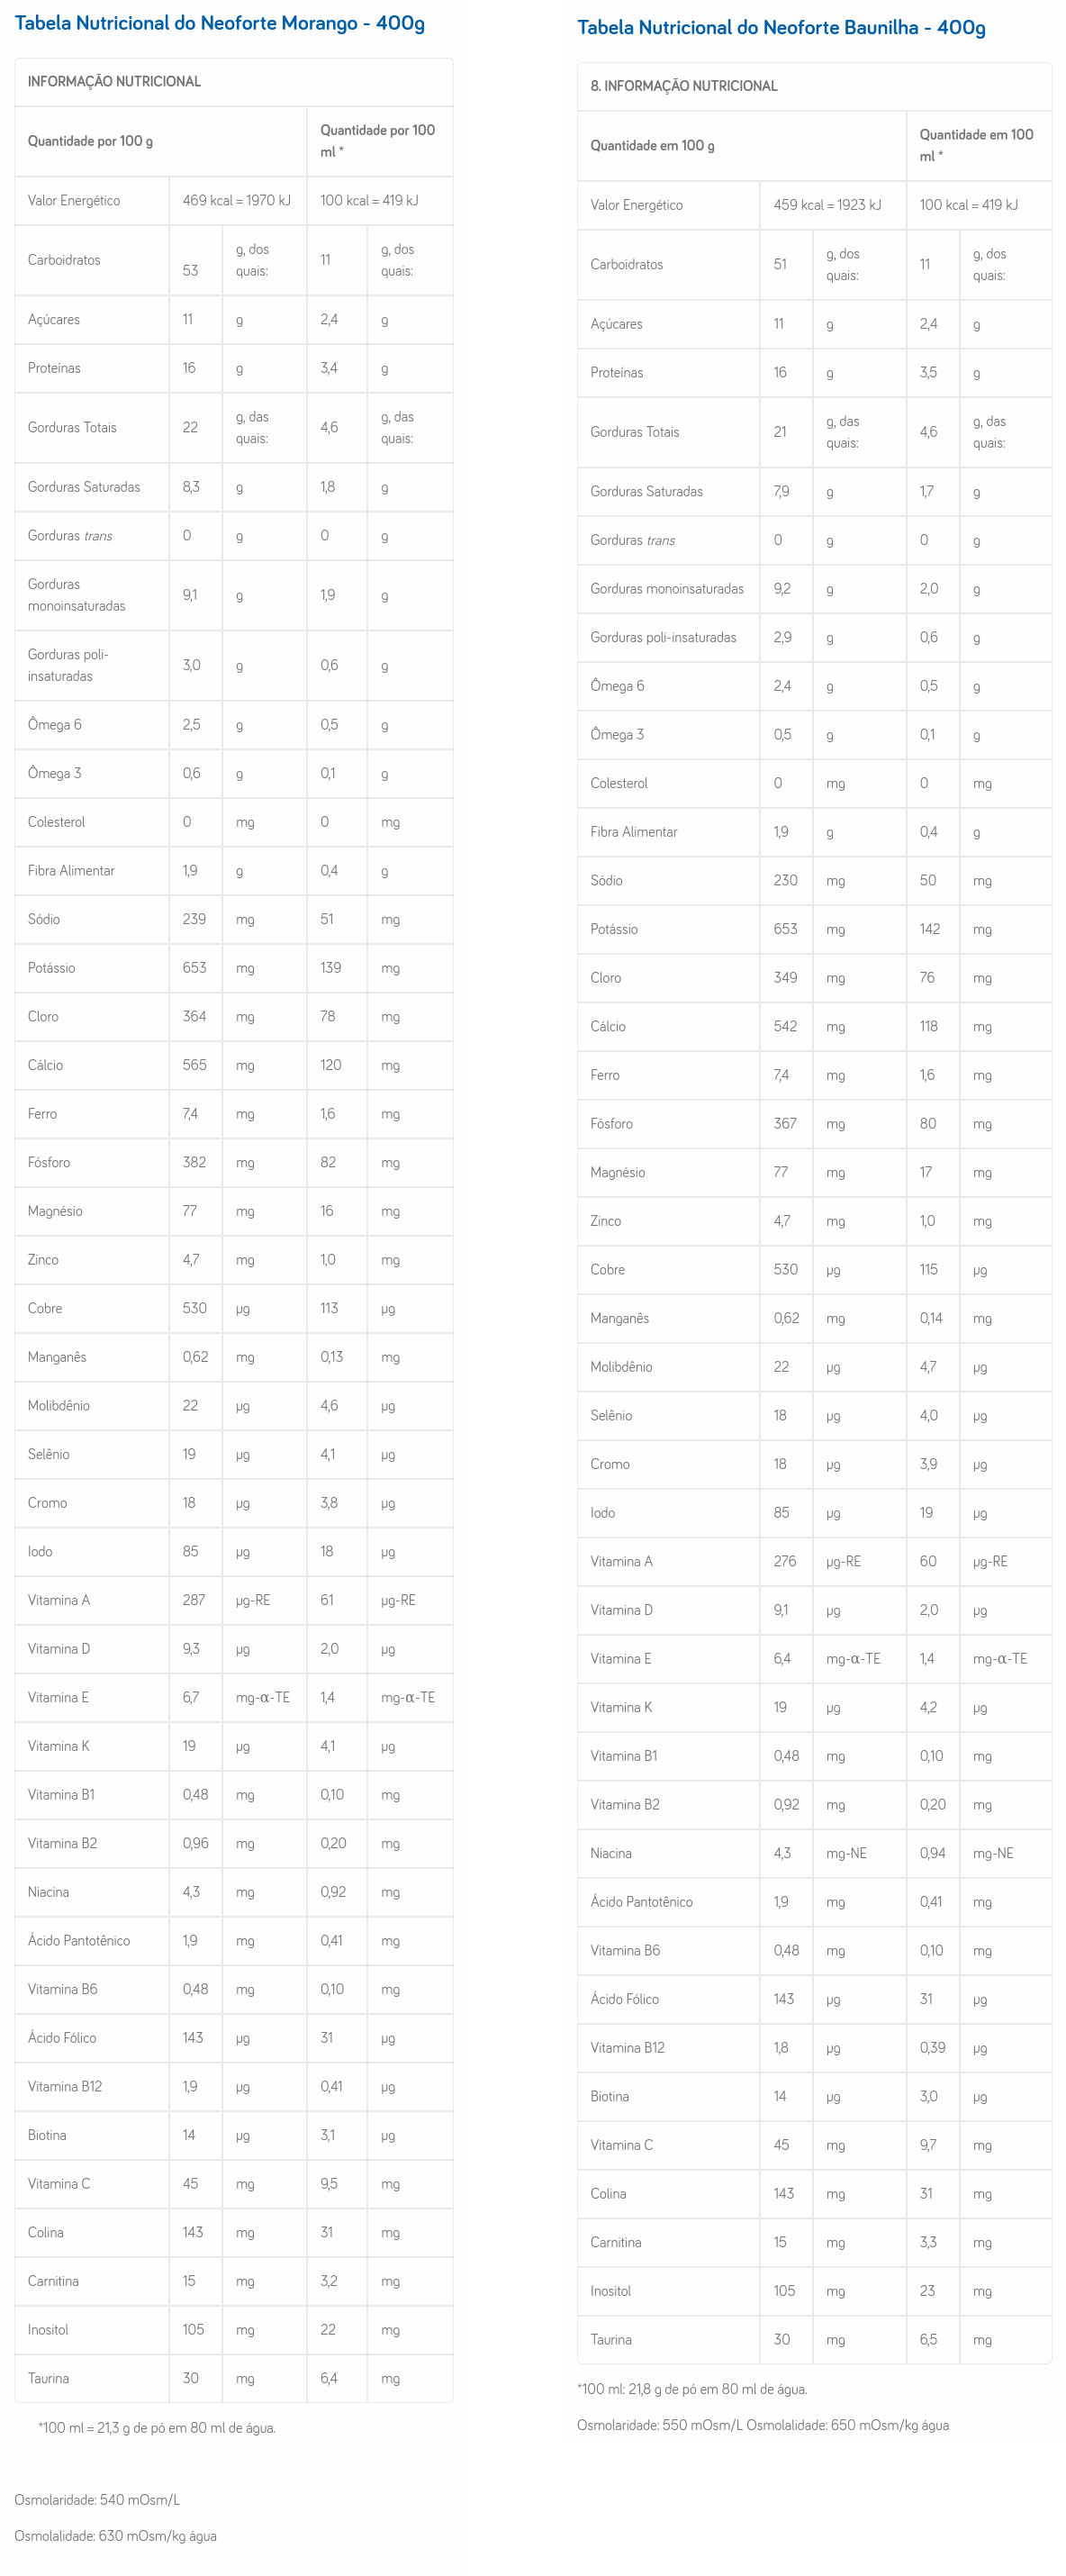 Tabela Nutricional do Neoforte Morango - 400g
INFORMAÇÃO NUTRICIONAL
Quantidade por 100 g
Quantidade por 100
ml *
Valor Energético 469 kcal = 1970 kJ 100 kcal = 419 kJ
Carboidratos 53 g, dos quais: 11 g, dos quais:
Açúcares 11 g 2,4 g
Proteínas 16 g 3,4 g
Gorduras Totais 22 g, das quais: 4,6 g, das quais:
Gorduras Saturadas 8,3 g 1,8 g
Gorduras trans 0 g 0 g
Gorduras
monoinsaturadas 9,1 g 1,9 g
Gorduras poli-
insaturadas 3,0 g 0,6 g
Ômega 6 2,5 g 0,5 g
Ômega 3 0,6 g 0,1 g
Colesterol 0 mg 0 mg
Fibra Alimentar 1,9 g 0,4 g
Sódio 239 mg 51 mg
Potássio 653 mg 139 mg
Cloro 364 mg 78 mg
Cálcio 565 mg 120 mg
Ferro 7,4 mg 1,6 mg
Fósforo 382 mg 82 mg
Magnésio 77 mg 16 mg
Zinco 4,7 mg 1,0 mg
Cobre 530 µg 113 µg
Manganês 0,62 mg 0,13 mg
Molibdênio 22 µg 4,6 µg
Selênio 19 µg 4,1 µg
Cromo 18 µg 3,8 µg
Iodo 85 µg 18 µg
Vitamina A 287 µg-RE 61 µg-RE
Vitamina D 9,3 µg 2,0 µg
Vitamina E 6,7 mg-α-TE 1,4 mg-α-TE
Vitamina K 19 µg 4,1 µg
Vitamina B1 0,48 mg 0,10 mg
Vitamina B2 0,96 mg 0,20 mg
Niacina 4,3 mg 0,92 mg
Ácido Pantotênico 1,9 mg 0,41 mg
Vitamina B6 0,48 mg 0,10 mg
Ácido Fólico 143 µg 31 µg
Vitamina B12 1,9 µg 0,41 µg
Biotina 14 µg 3,1 µg
Vitamina C 45 mg 9,5 mg
Colina 143 mg 31 mg
Carnitina 15 mg 3,2 mg
Inositol 105 mg 22 mg
Taurina 30 mg 6,4 mg
*100 ml = 21,3 g de pó em 80 ml de água.
Osmolaridade: 540 mOsm/L
Osmolalidade: 630 mOsm/kg água
Tabela Nutricional do Neoforte Baunilha - 400g
8. INFORMAÇÃO NUTRICIONAL
Quantidade em 100 g
Quantidade em 100
ml *
Valor Energético 459 kcal = 1923 kJ 100 kcal = 419 kJ
Carboidratos 51 g, dos quais: 11 g, dos quais:
Açúcares 11 g 2,4 g
Proteínas 16 g 3,5 g
Gorduras Totais 21 g, das quais: 4,6 g, das quais:
Gorduras Saturadas 7,9 g 1,7 g
Gorduras trans 0 g 0 g
Gorduras monoinsaturadas 9,2 g 2,0 g
Gorduras poli-insaturadas 2,9 g 0,6 g
Ômega 6 2,4 g 0,5 g
Ômega 3 0,5 g 0,1 g
Colesterol 0 mg 0 mg
Fibra Alimentar 1,9 g 0,4 g
Sódio 230 mg 50 mg
Potássio 653 mg 142 mg
Cloro 349 mg 76 mg
Cálcio 542 mg 118 mg
Ferro 7,4 mg 1,6 mg
Fósforo 367 mg 80 mg
Magnésio 77 mg 17 mg
Zinco 4,7 mg 1,0 mg
Cobre 530 µg 115 µg
Manganês 0,62 mg 0,14 mg
Molibdênio 22 µg 4,7 µg
Selênio 18 µg 4,0 µg
Cromo 18 µg 3,9 µg
Iodo 85 µg 19 µg
Vitamina A 276 µg-RE 60 µg-RE
Vitamina D 9,1 µg 2,0 µg
Vitamina E 6,4 mg-α-TE 1,4 mg-α-TE
Vitamina K 19 µg 4,2 µg
Vitamina B1 0,48 mg 0,10 mg
Vitamina B2 0,92 mg 0,20 mg
Niacina 4,3 mg-NE 0,94 mg-NE
Ácido Pantotênico 1,9 mg 0,41 mg
Vitamina B6 0,48 mg 0,10 mg
Ácido Fólico 143 µg 31 µg
Vitamina B12 1,8 µg 0,39 µg
Biotina 14 µg 3,0 µg
Vitamina C 45 mg 9,7 mg
Colina 143 mg 31 mg
Carnitina 15 mg 3,3 mg
Inositol 105 mg 23 mg
Taurina 30 mg 6,5 mg
*100 ml: 21,8 g de pó em 80 ml de água.
Osmolaridade: 550 mOsm/L Osmolalidade: 650 mOsm/kg água